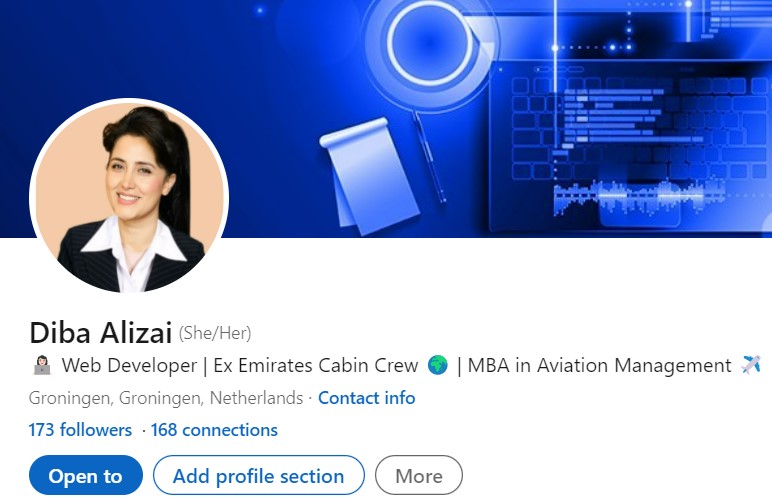 Diba Alizai (She/Her)
👩🏻‍💻 Web Developer | Ex Emirates Cabin Crew 🌍 | MBA in Aviation Management ✈️
Groningen, Groningen, Netherlands · Contact info
173 followers · 168 connections
Open to
Add profile section
More